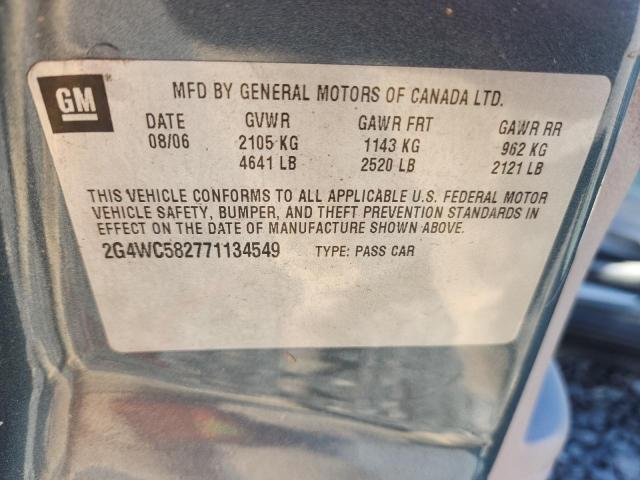 GM
MFD BY GENERAL MOTORS OF CANADA LTD.
DATE GVWR GAWR FRT GAWR RR
08/06 2105 KG 1143 KG 962 KG
4641 LB 2520 LB 2121 LB
THIS VEHICLE CONFORMS TO ALL APPLICABLE U.S. FEDERAL MOTOR
VEHICLE SAFETY, BUMPER, AND THEFT PREVENTION STANDARDS IN
EFFECT ON THE DATE OF MANUFACTURE SHOWN ABOVE.
2G4WC582771134549 TYPE: PASS CAR